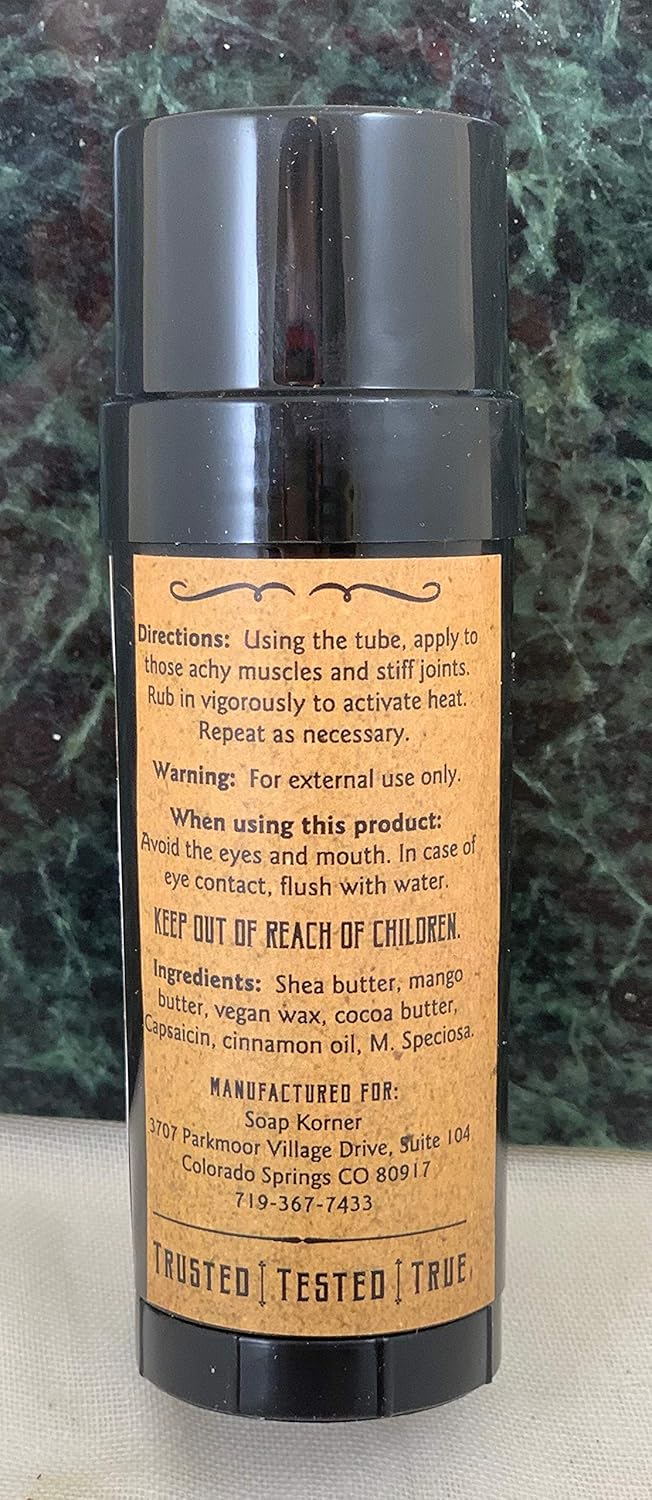 Directions: Using the tube, apply to
those achy muscles and stiff joints.
Rub in vigorously to activate heat.
Repeat as necessary.
Warning: For external use only.
When using this product:
Avoid the eyes and mouth. In case of
eye contact, flush with water.
KEEP OUT OF REACH OF CHILDREN.
Ingredients: Shea butter, mango
butter, vegan wax, cocoa butter,
Capsaicin, cinnamon oil, M. Speciosa.
MANUFACTURED FOR:
Soap Korner
3707 Parkmoor Village Drive, Suite 104
Colorado Springs CO 80917
719-367-7433
TRUSTED TESTED TRUE